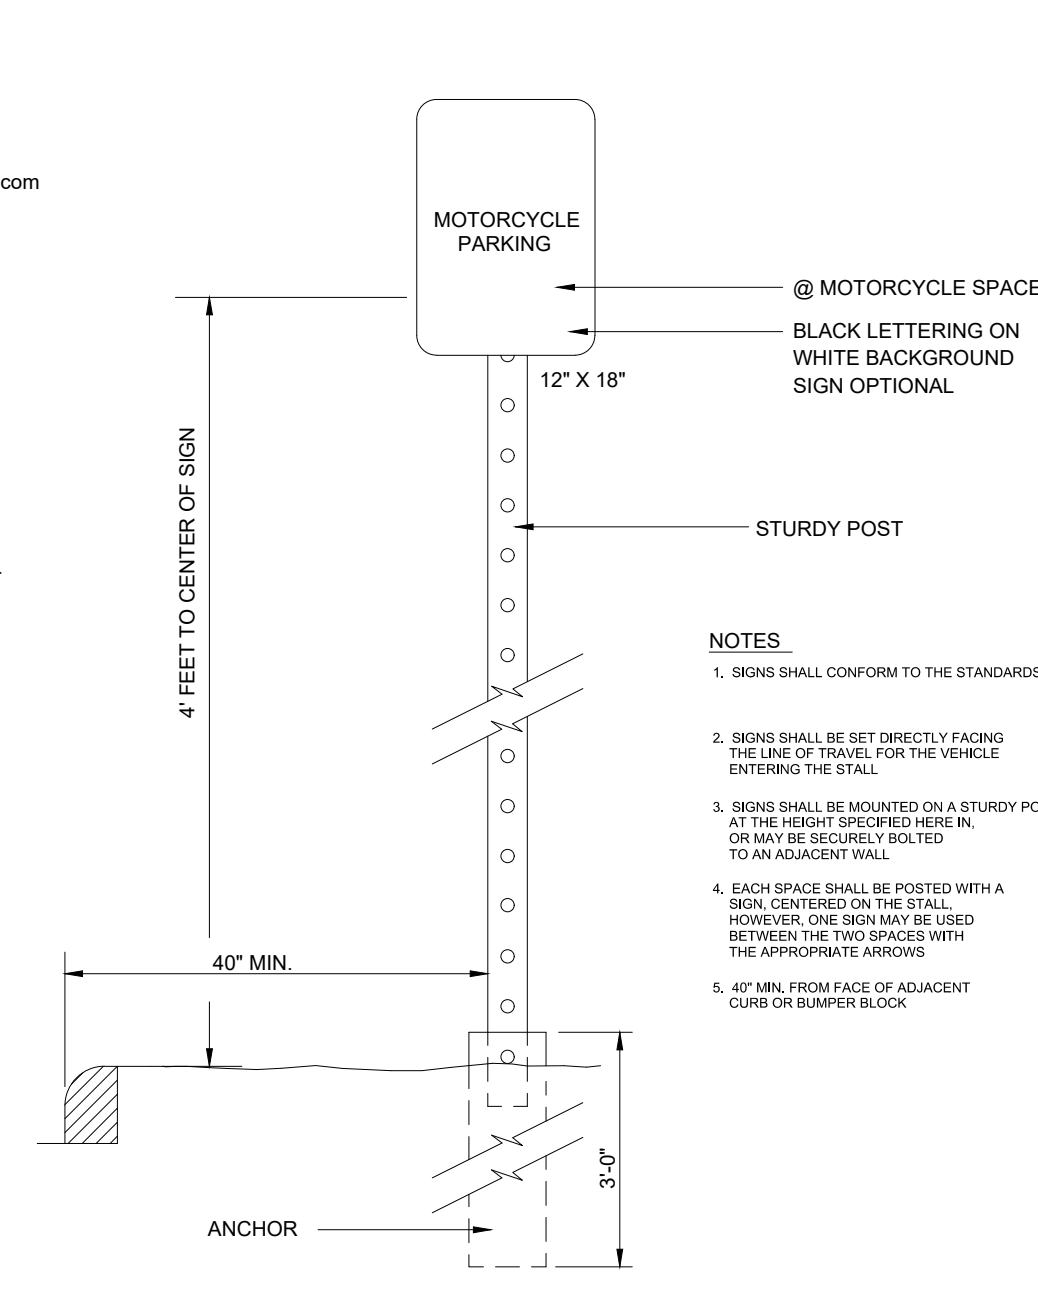 com
MOTORCYCLE
PARKING
@ MOTORCYCLE SPACE
BLACK LETTERING ON
WHITE BACKGROUND
SIGN OPTIONAL
12" X 18"
4' FEET TO CENTER OF SIGN
STURDY POST
NOTES
1. SIGNS SHALL CONFORM TO THE STANDARDS
2. SIGNS SHALL BE SET DIRECTLY FACING
THE LINE OF TRAVEL FOR THE VEHICLE
ENTERING THE STALL
3. SIGNS SHALL BE MOUNTED ON A STURDY PO
AT THE HEIGHT SPECIFIED HERE IN,
OR MAY BE SECURELY BOLTED
TO AN ADJACENT WALL
4. EACH SPACE SHALL BE POSTED WITH A
SIGN, CENTERED ON THE STALL,
HOWEVER, ONE SIGN MAY BE USED
BETWEEN THE TWO SPACES WITH
THE APPROPRIATE ARROWS
5. 40" MIN. FROM FACE OF ADJACENT
CURB OR BUMPER BLOCK
40" MIN.
3'-0"
ANCHOR